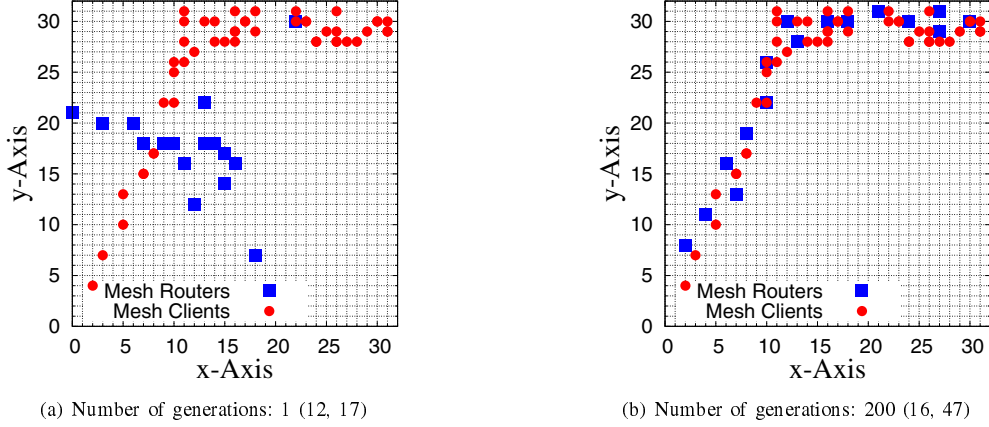 30
25
20
15
10
5
0
y-Axis
Mesh Routers
Mesh Clients
0 5 10 15 20 25 30
x-Axis
(a) Number of generations: 1 (12, 17)
30
25
20
15
10
5
0
y-Axis
Mesh Routers
Mesh Clients
0 5 10 15 20 25 30
x-Axis
(b) Number of generations: 200 (16, 47)